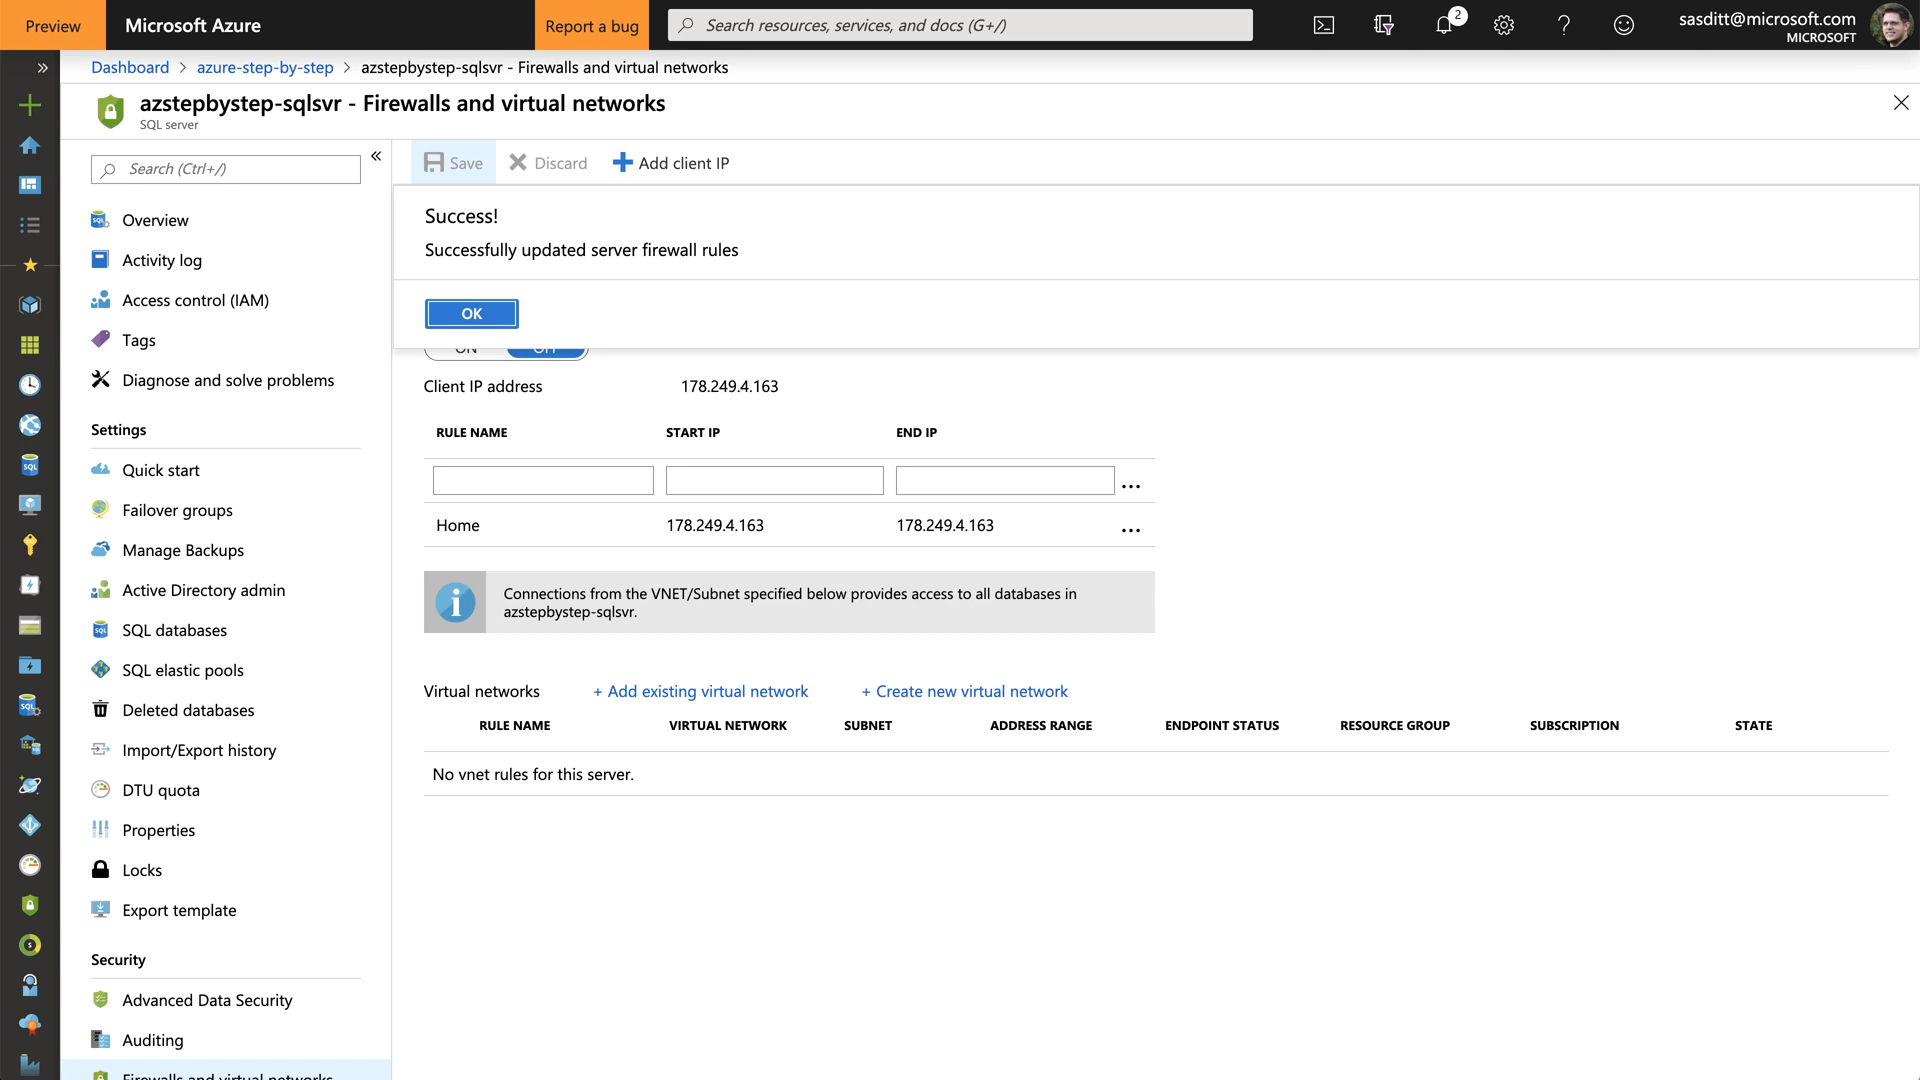 Preview
Microsoft Azure
Report a bug
Search resources, services, and docs (G+/)
2
sasditt@microsoft.com
MICROSOFT
Dashboard > azure-step-by-step > azstepbystep-sqlsvr - Firewalls and virtual networks
azstepbystep-sqlsvr - Firewalls and virtual networks
SQL server
Search (Ctrl+/)
Overview
Activity log
Access control (IAM)
Tags
Diagnose and solve problems
Settings
Quick start
Failover groups
Manage Backups
Active Directory admin
SQL databases
SQL elastic pools
Deleted databases
Import/Export history
DTU quota
Properties
Locks
Export template
Security
Advanced Data Security
Auditing
Firewalls and virtual networks
Save
Discard
Add client IP
Success!
Successfully updated server firewall rules
OK
ON OFF
Client IP address 178.249.4.163
RULE NAME START IP END IP
...
Home 178.249.4.163 178.249.4.163 ...
Connections from the VNET/Subnet specified below provides access to all databases in
azstepbystep-sqlsvr.
Virtual networks + Add existing virtual network + Create new virtual network
RULE NAME VIRTUAL NETWORK SUBNET ADDRESS RANGE ENDPOINT STATUS RESOURCE GROUP SUBSCRIPTION STATE
No vnet rules for this server.